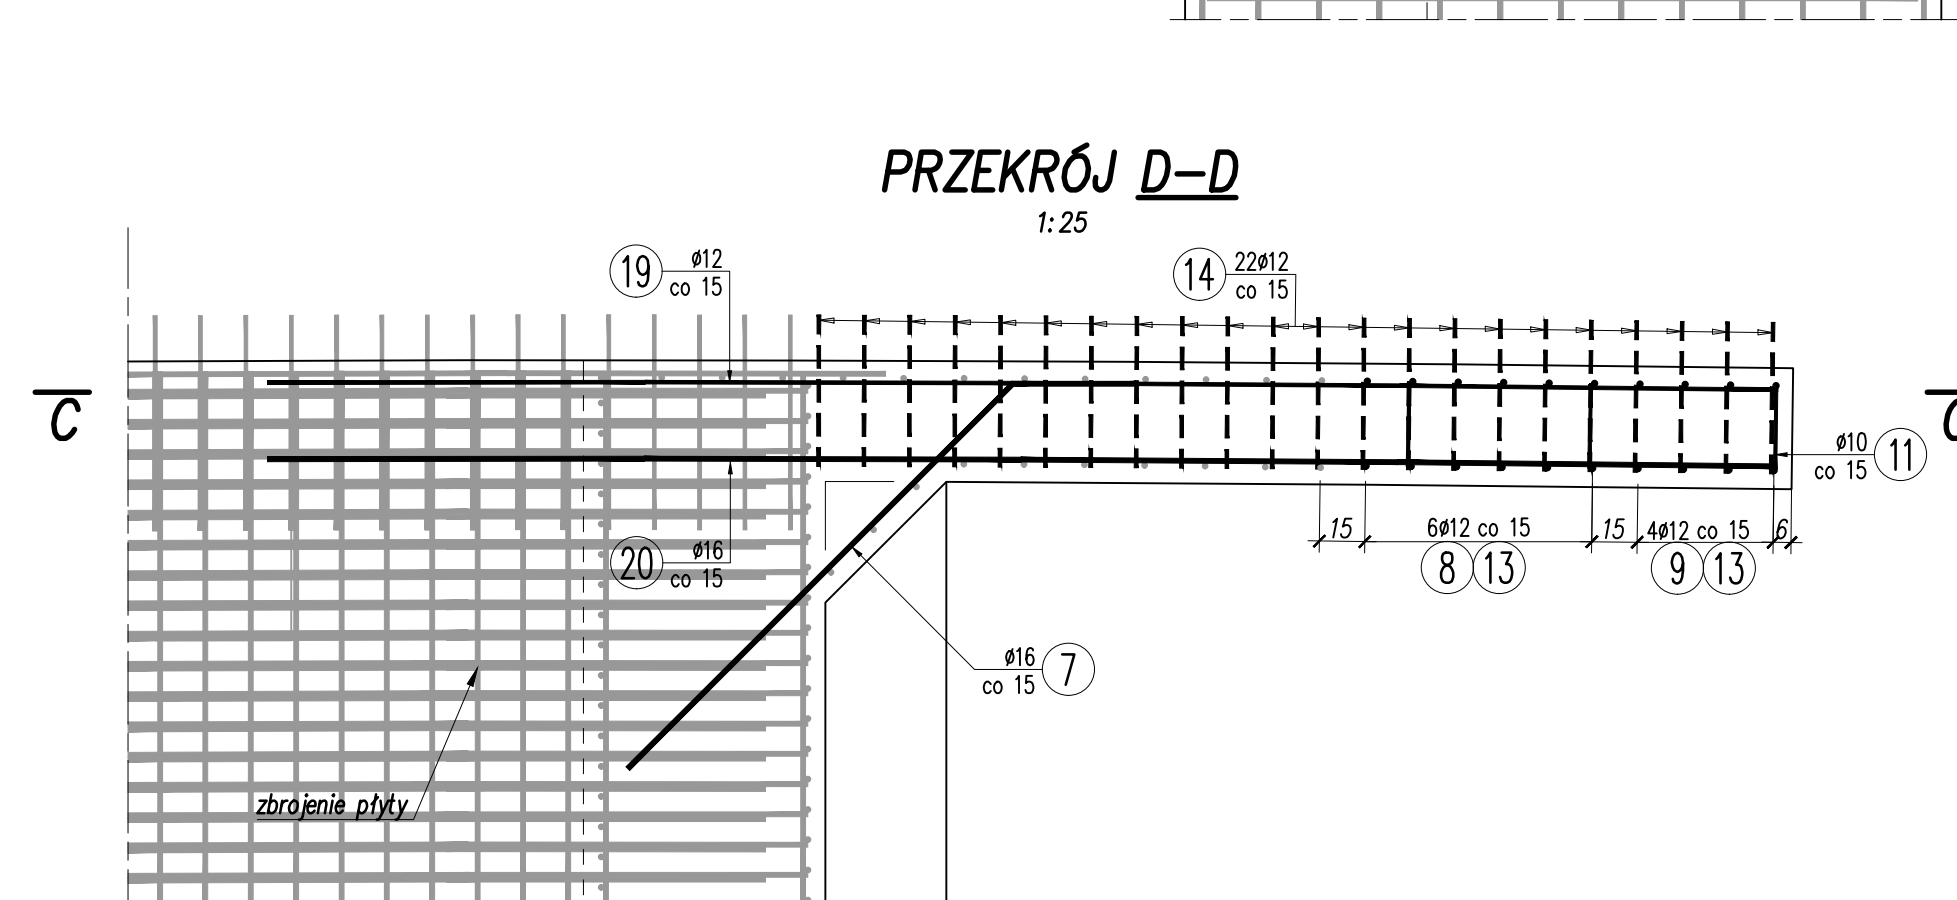 PRZEKRÓJ D-D
1:25
19 ø12
co 15
14 22ø12
co 15
C
ø10
co 15 11
15 6ø12 co 15 15 4ø12 co 15 6
8 13 9 13
20 ø16
co 15
ø16
co 15 7
zbrojenie płyty